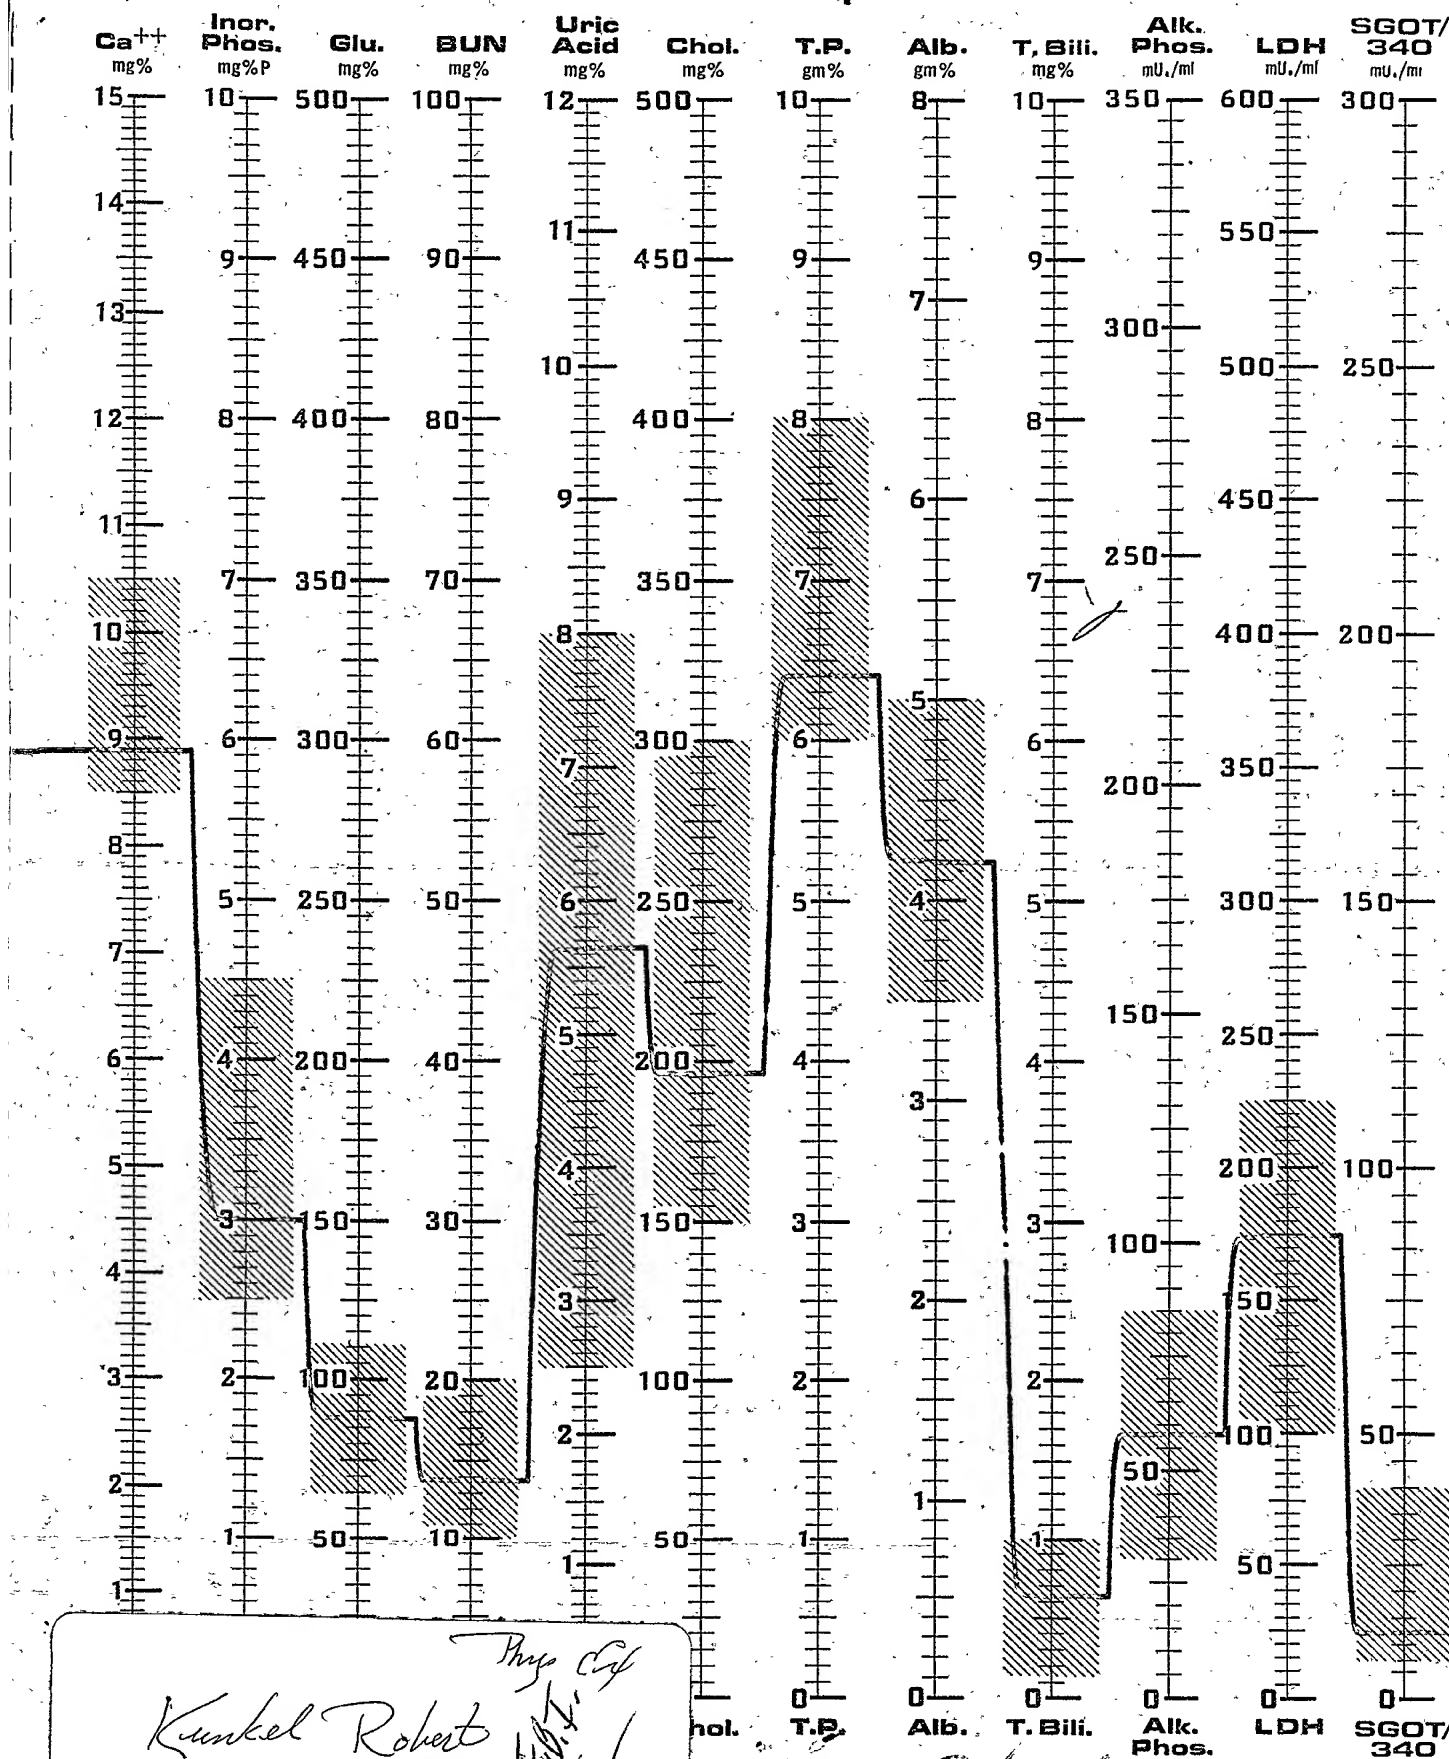 Ca++ Inor. Phos. Glu. BUN Uric Acid Chol. T.P. Alb. T. Bili. Alk. Phos. LDH SGOT/340
mg% mg%P mg% mg% mg% mg% gm% gm% mg% mU./ml mU./ml mU./ml
15 10 500 100 12 500 10 8 10 350 600 300
14
11 550
9 450 90 450 9 9
7
13
300
10 500 250
12 8 400 80 400 8 8
9 6 450
11
250
7 350 70 350 7 7
10 8 400 200
5
9 6 300 60 300 6 6
7 350
200
8
5 250 50 6 250 5 4 5 300 150
7
150
5 250
6 4 200 40 200 4 4
3
5 4 200 100
3 150 30 150 3 3
100
4
3 2 150
3 2 100 20 100 2 2
2 100 50
50
2
1
1 50 10 50 1 1
1 50
1
0 0 0 0 0 0
Phys
Kunkel Robert
hol. T.P. Alb. T. Bili. Alk. Phos. LDH SGOT/340